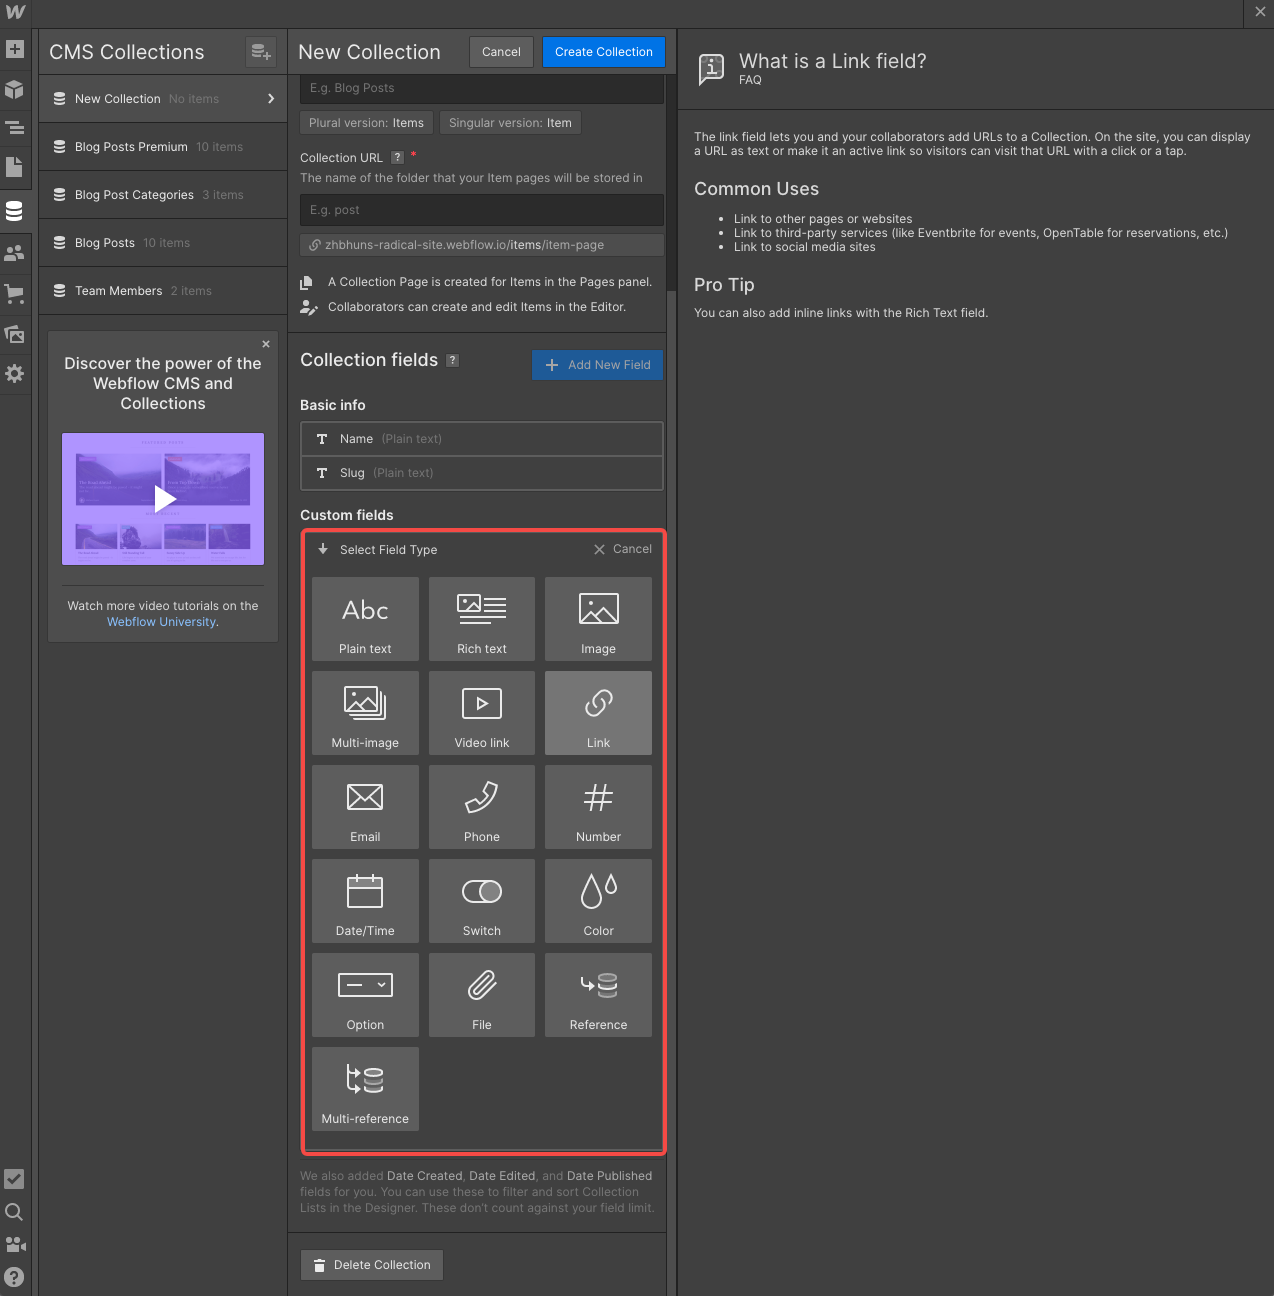 CMS Collections
New Collection No items
Blog Posts Premium 10 items
Blog Post Categories 3 items
Blog Posts 10 items
Team Members 2 items
Discover the power of the
Webflow CMS and
Collections
Watch more video tutorials on the
Webflow University.
New Collection
Cancel
Create Collection
E.g. Blog Posts
Plural version: Items
Singular version: Item
Collection URL ? *
The name of the folder that your Item pages will be stored in
E.g. post
zhbhuns-radical-site.webflow.io/items/item-page
A Collection Page is created for Items in the Pages panel.
Collaborators can create and edit Items in the Editor.
Collection fields ?
Add New Field
Basic info
Name (Plain text)
Slug (Plain text)
Custom fields
Select Field Type
Cancel
Abc
Plain text
Rich text
Image
Multi-image
Video link
Link
Email
Phone
Number
Date/Time
Switch
Color
Option
File
Reference
Multi-reference
We also added Date Created, Date Edited, and Date Published
fields for you. You can use these to filter and sort Collection
Lists in the Designer. These don't count against your field limit.
Delete Collection
What is a Link field?
FAQ
The link field lets you and your collaborators add URLs to a Collection. On the site, you can display
a URL as text or make it an active link so visitors can visit that URL with a click or a tap.
Common Uses
• Link to other pages or websites
• Link to third-party services (like Eventbrite for events, OpenTable for reservations, etc.)
• Link to social media sites
Pro Tip
You can also add inline links with the Rich Text field.